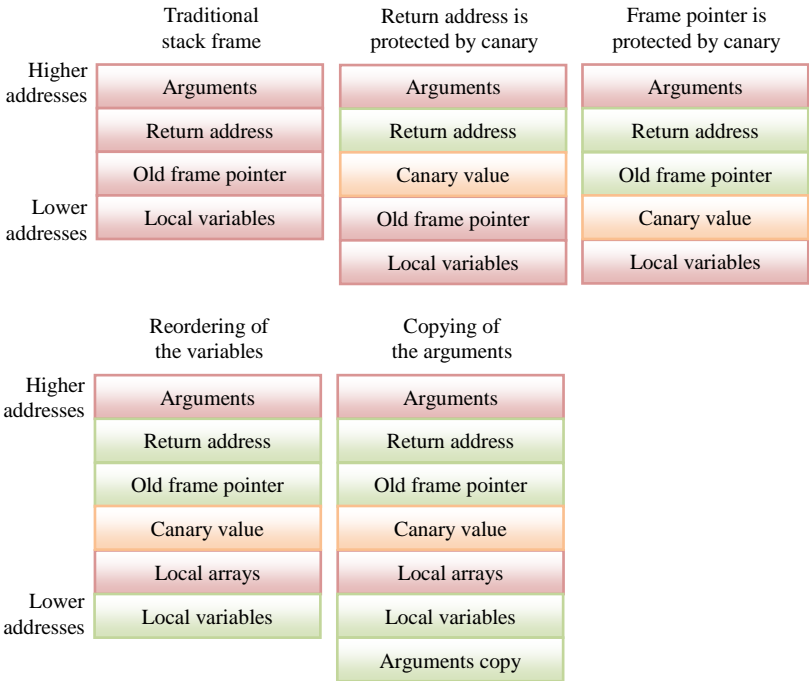 Traditional
stack frame
Return address is
protected by canary
Frame pointer is
protected by canary
Higher
addresses
Arguments
Return address
Old frame pointer
Local variables
Lower
addresses
Arguments
Return address
Canary value
Old frame pointer
Local variables
Arguments
Return address
Old frame pointer
Canary value
Local variables
Reordering of
the variables
Copying of
the arguments
Higher
addresses
Arguments
Return address
Old frame pointer
Canary value
Local arrays
Local variables
Lower
addresses
Arguments
Return address
Old frame pointer
Canary value
Local arrays
Local variables
Arguments copy